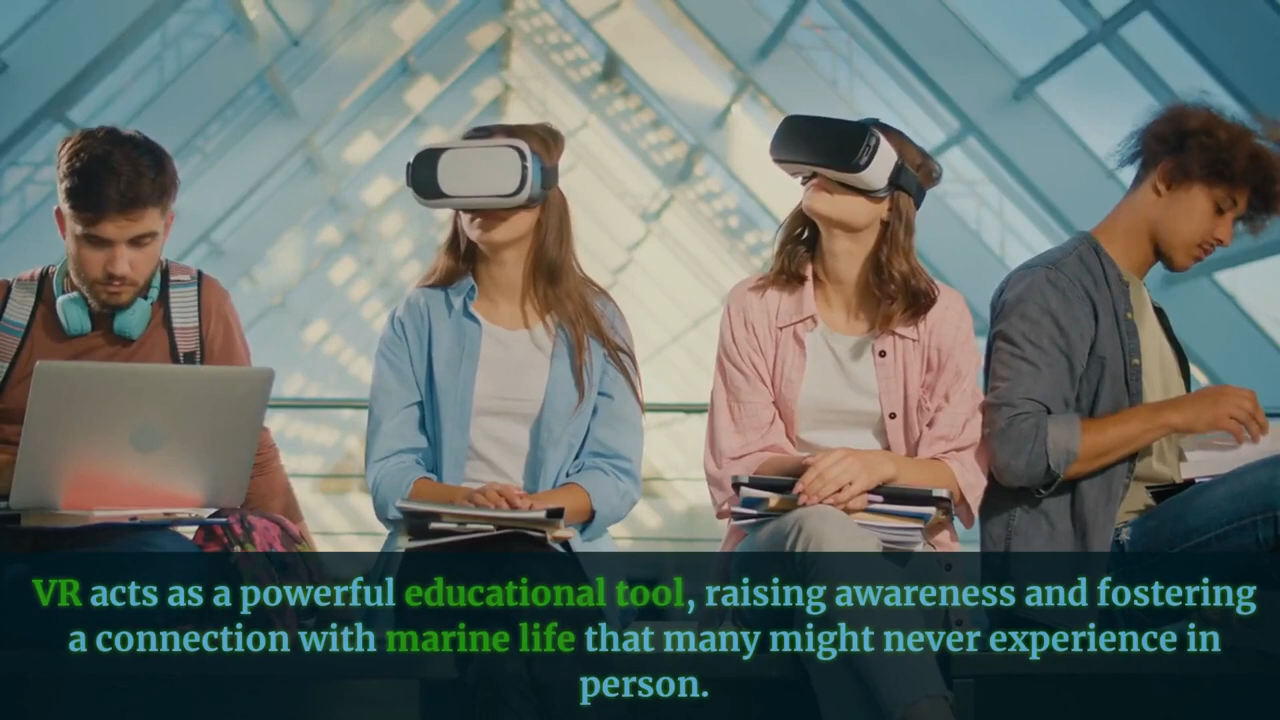 VR acts as a powerful educational tool, raising awareness and fostering
a connection with marine life that many might never experience in
person.